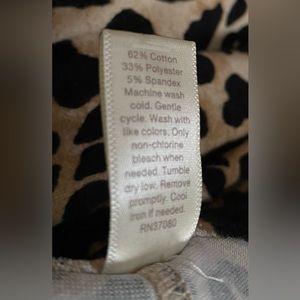 62% Cotton
33% Polyester
5% Spandex
Machine wash
cold. Gentle
cycle. Wash with
like colors. Only
non-chlorine
bleach when
needed. Tumble
dry low. Remove
promptly. Cool
iron if needed.
RN37080